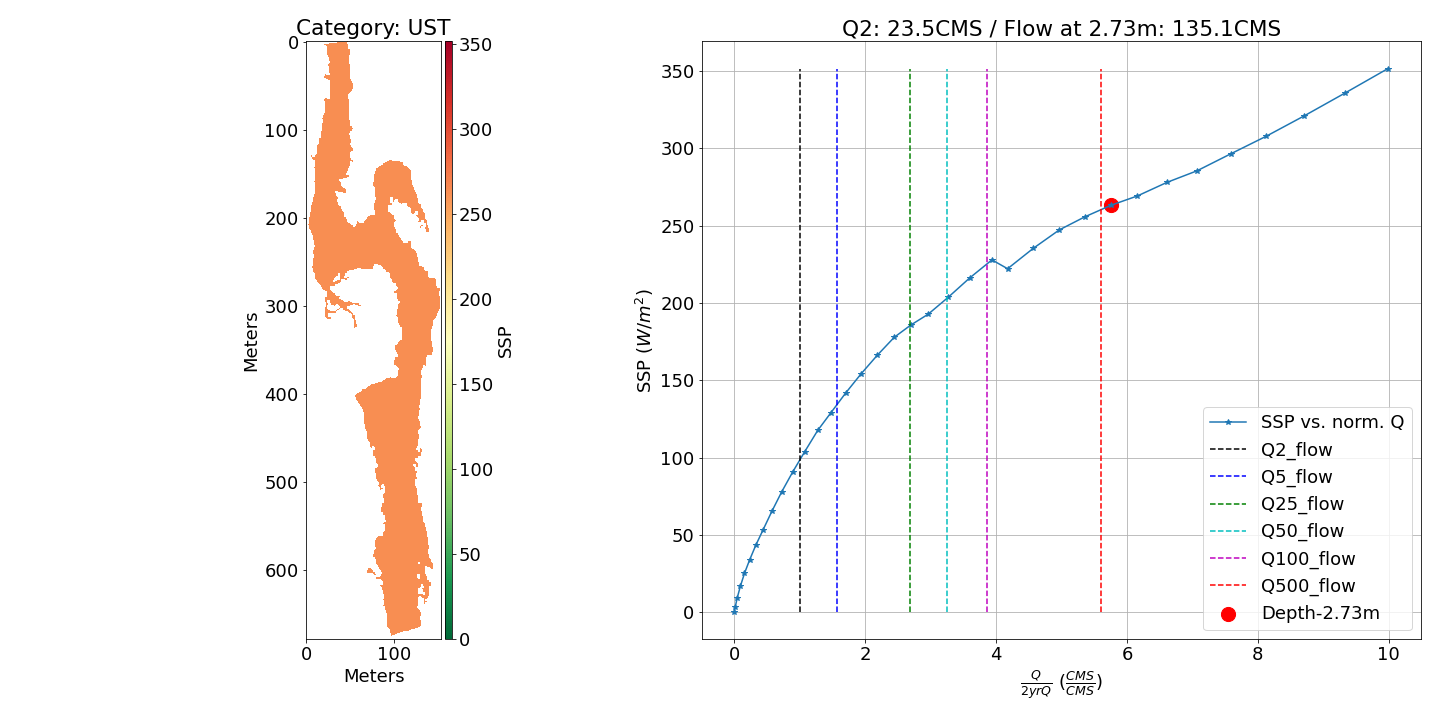 Category: UST
0
100
200
300
400
500
600
Meters
0
100
Meters
350
300
250
200
150
100
50
0
SSP
Q2: 23.5CMS / Flow at 2.73m: 135.1CMS
350
300
250
200
150
100
50
0
SSP (W/m²)
0
2
4
6
8
10
Q/2yrQ (CMS/CMS)
SSP vs. norm. Q
Q2_flow
Q5_flow
Q25_flow
Q50_flow
Q100_flow
Q500_flow
Depth-2.73m